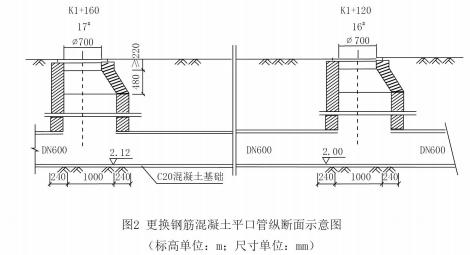 K1+160
17#
ø700
≥220
480
DN600
2.12
C20混凝土基础
240
1000
240
K1+120
16#
ø700
DN600
2.00
DN600
240
1000
240
图2 更换钢筋混凝土平口管纵断面示意图
(标高单位：m；尺寸单位：mm)